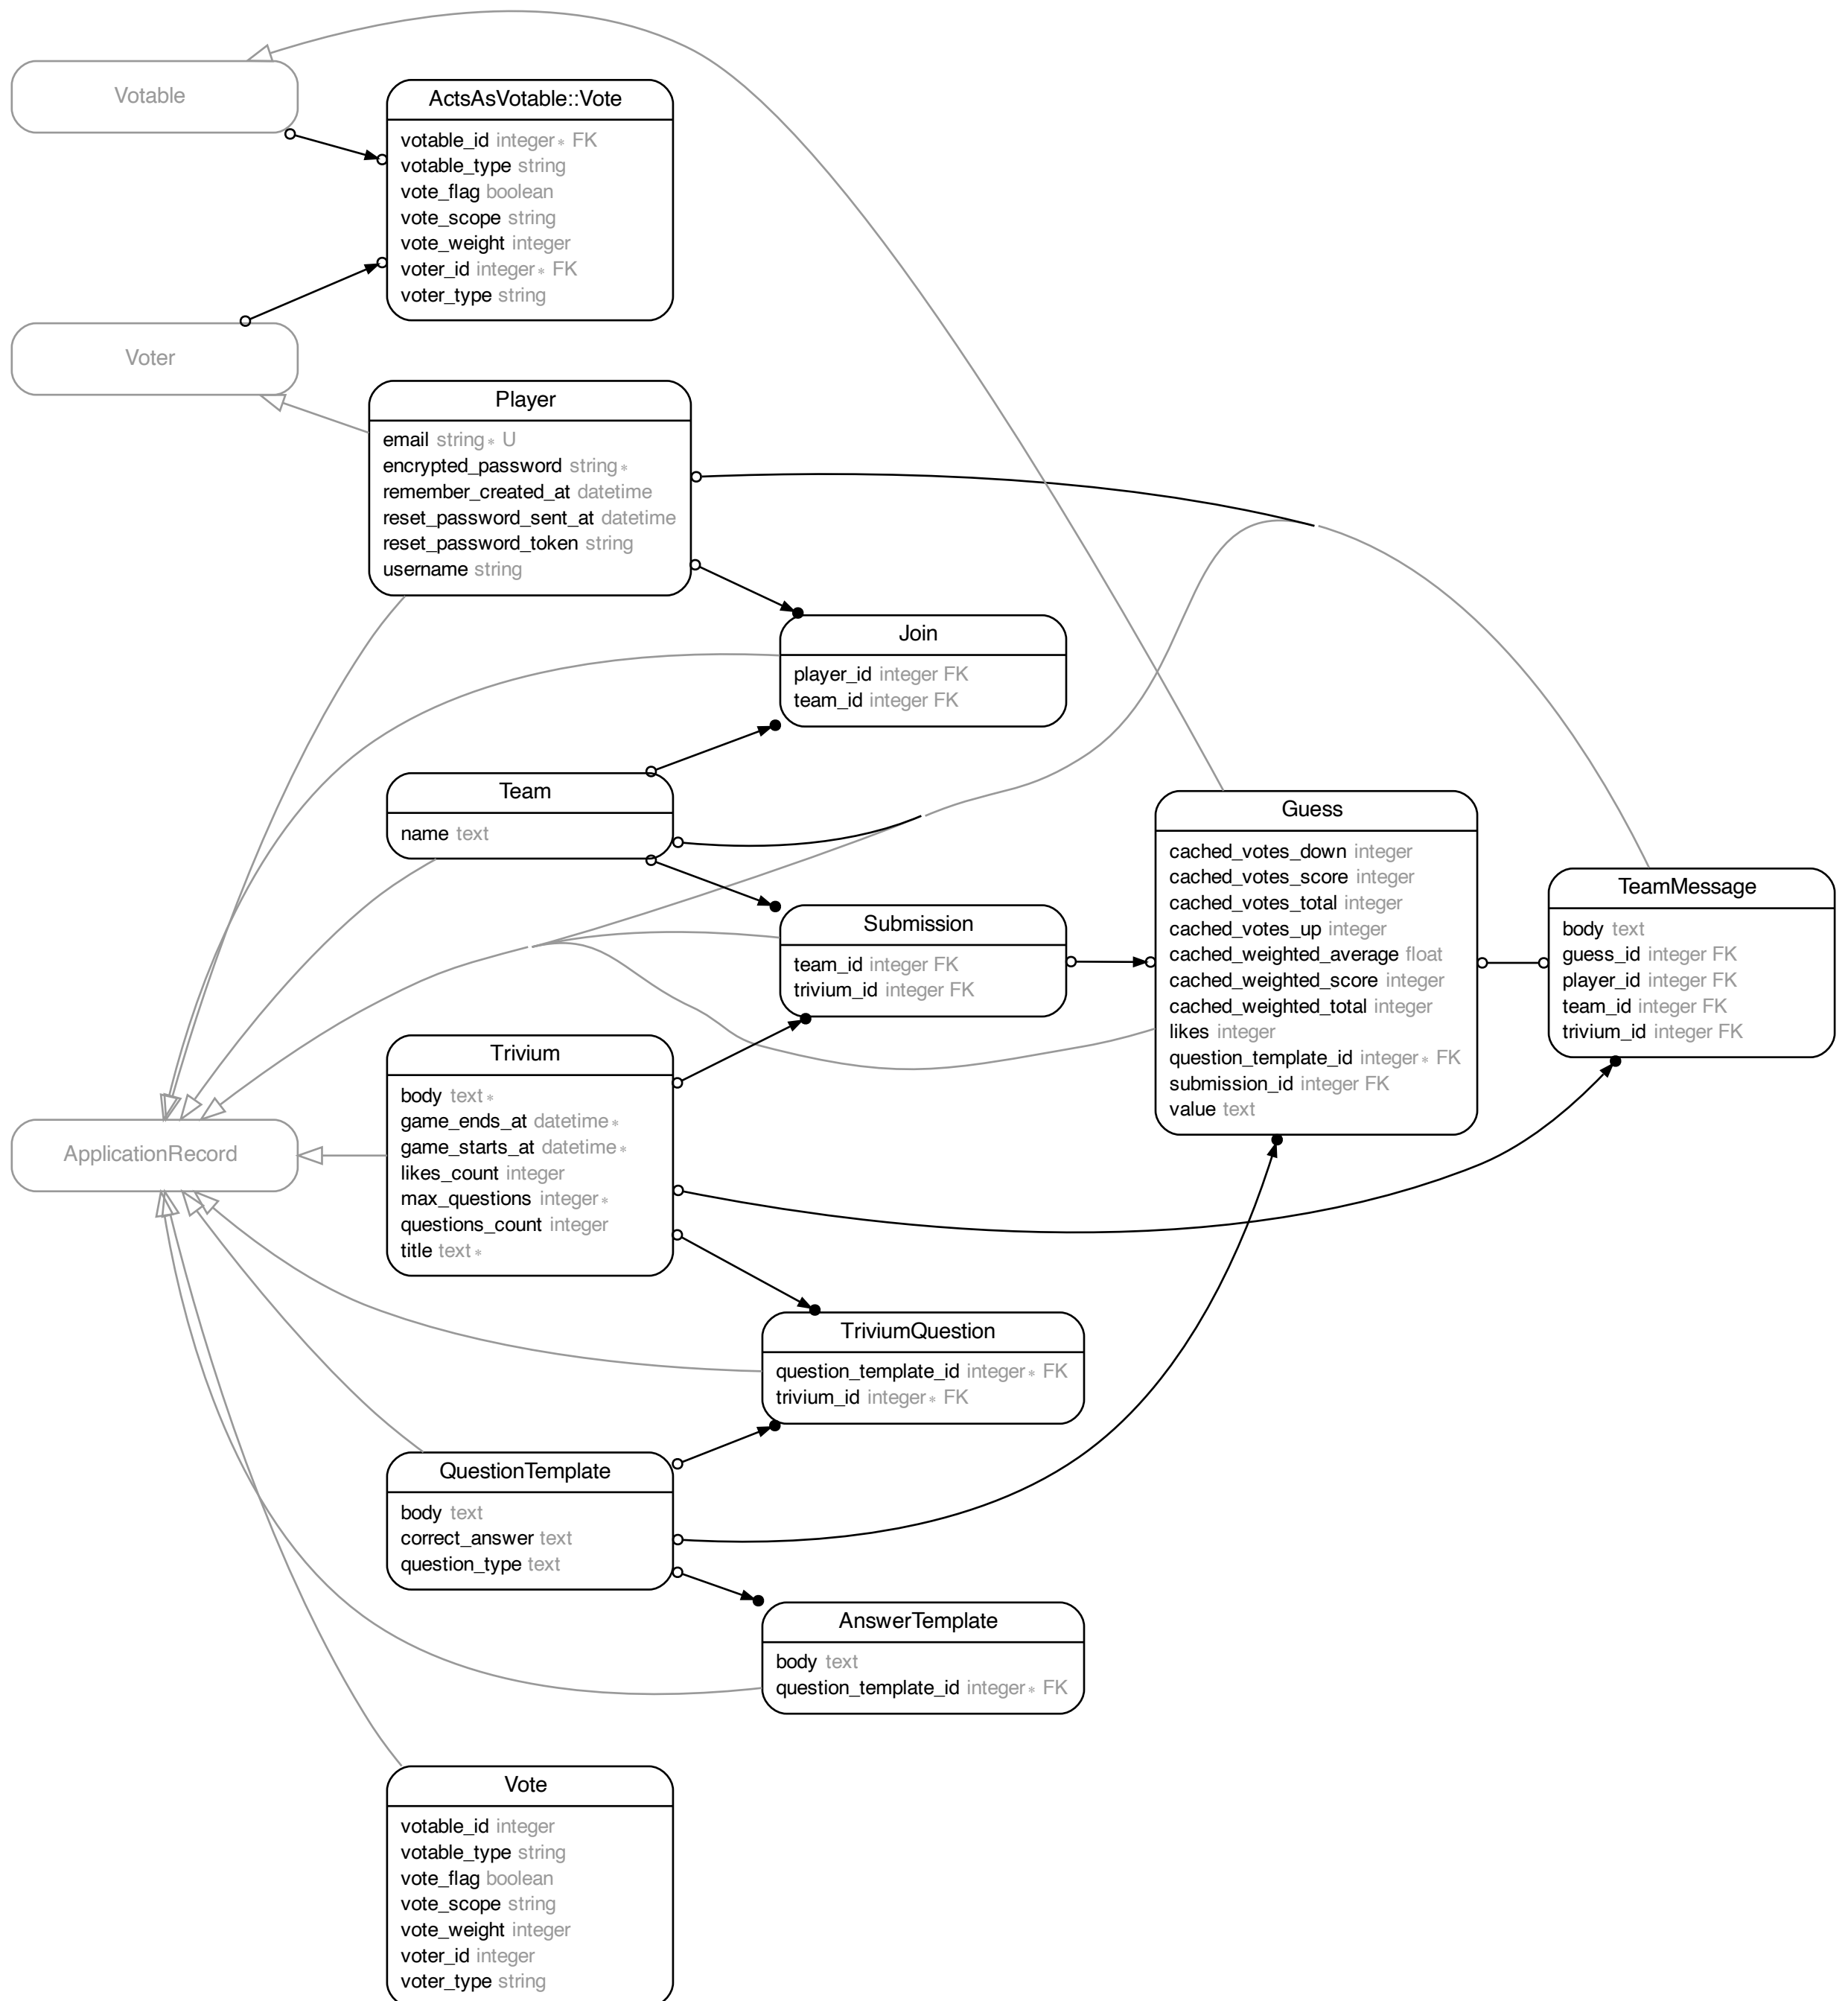 Votable
ActsAsVotable::Vote
votable_id integer∗ FK
votable_type string
vote_flag boolean
vote_scope string
vote_weight integer
voter_id integer∗ FK
voter_type string
Voter
Player
email string∗ U
encrypted_password string∗
remember_created_at datetime
reset_password_sent_at datetime
reset_password_token string
username string
Join
player_id integer FK
team_id integer FK
Team
name text
Guess
cached_votes_down integer
cached_votes_score integer
cached_votes_total integer
cached_votes_up integer
cached_weighted_average float
cached_weighted_score integer
cached_weighted_total integer
likes integer
question_template_id integer∗ FK
submission_id integer FK
value text
TeamMessage
body text
guess_id integer FK
player_id integer FK
team_id integer FK
trivium_id integer FK
Submission
team_id integer FK
trivium_id integer FK
Trivium
body text∗
game_ends_at datetime∗
game_starts_at datetime∗
likes_count integer
max_questions integer∗
questions_count integer
title text∗
ApplicationRecord
TriviumQuestion
question_template_id integer∗ FK
trivium_id integer∗ FK
QuestionTemplate
body text
correct_answer text
question_type text
AnswerTemplate
body text
question_template_id integer∗ FK
Vote
votable_id integer
votable_type string
vote_flag boolean
vote_scope string
vote_weight integer
voter_id integer
voter_type string